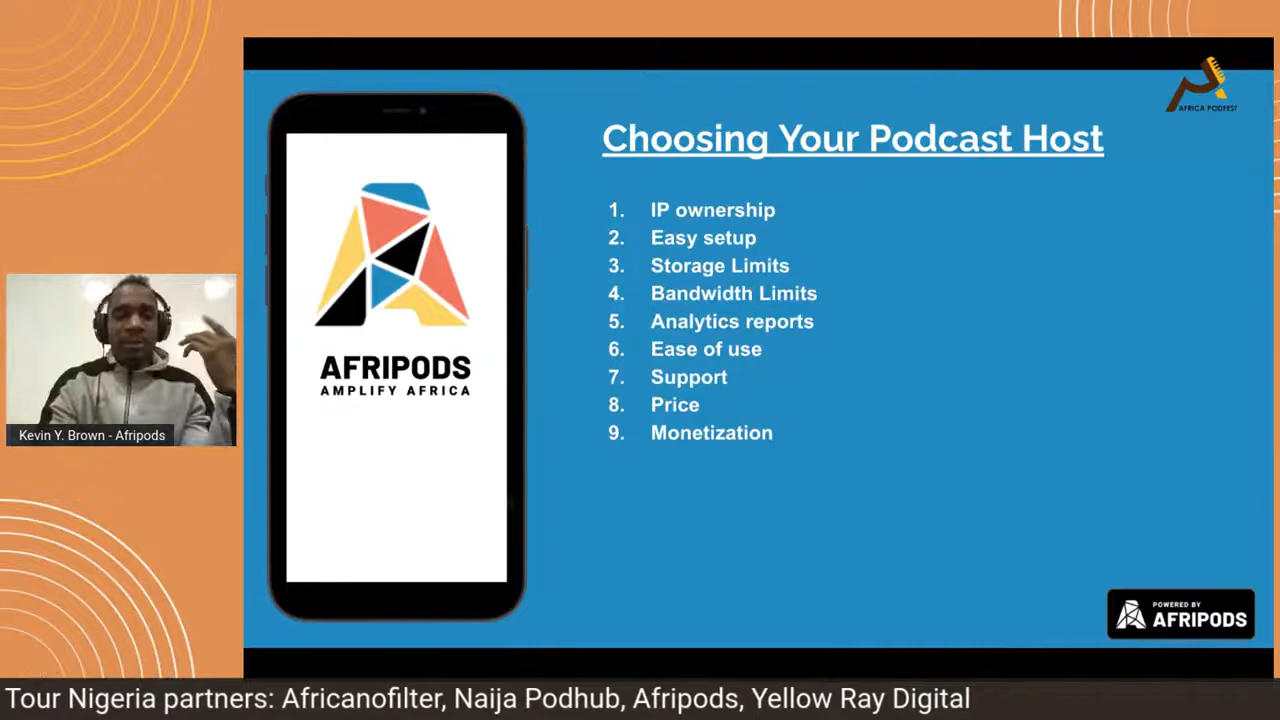 AFRICA PODFEST
Choosing Your Podcast Host
1. IP ownership
2. Easy setup
3. Storage Limits
4. Bandwidth Limits
5. Analytics reports
6. Ease of use
7. Support
8. Price
9. Monetization
AFRIPODS
AMPLIFY AFRICA
Kevin Y. Brown - Afripods
POWERED BY
AFRIPODS
Tour Nigeria partners: Africanofilter, Naija Podhub, Afripods, Yellow Ray Digital